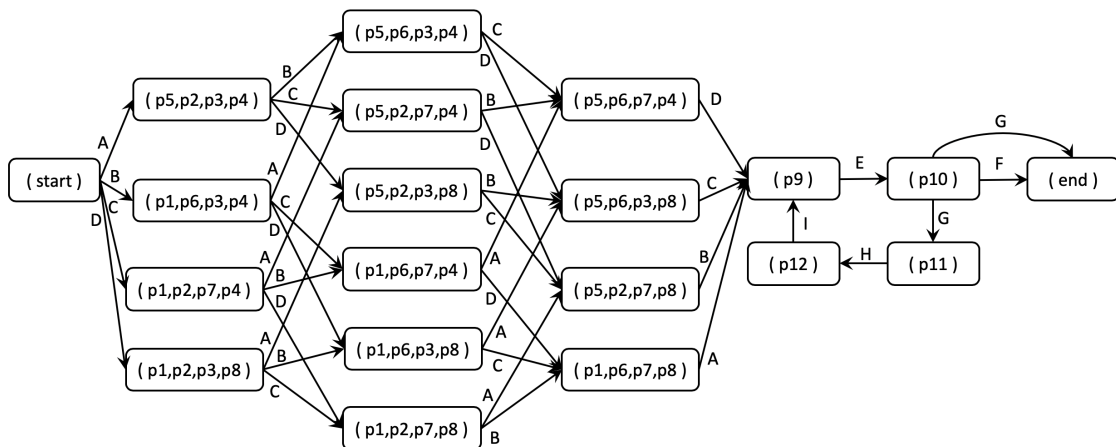 ( p5,p6,p3,p4 )
C
D
B
C
D
( p5,p2,p3,p4 )
( p5,p2,p7,p4 )
B
D
( p5,p6,p7,p4 )
D
A
B
C
D
( start )
A
C
D
( p1,p6,p3,p4 )
( p5,p2,p3,p8 )
B
C
( p5,p6,p3,p8 )
C
( p9 )
E
( p10 )
G
F
( end )
G
I
( p12 )
H
( p11 )
A
B
D
( p1,p2,p7,p4 )
( p1,p6,p7,p4 )
A
D
( p5,p2,p7,p8 )
B
A
B
C
( p1,p2,p3,p8 )
( p1,p6,p3,p8 )
A
C
( p1,p6,p7,p8 )
A
( p1,p2,p7,p8 )
A
B